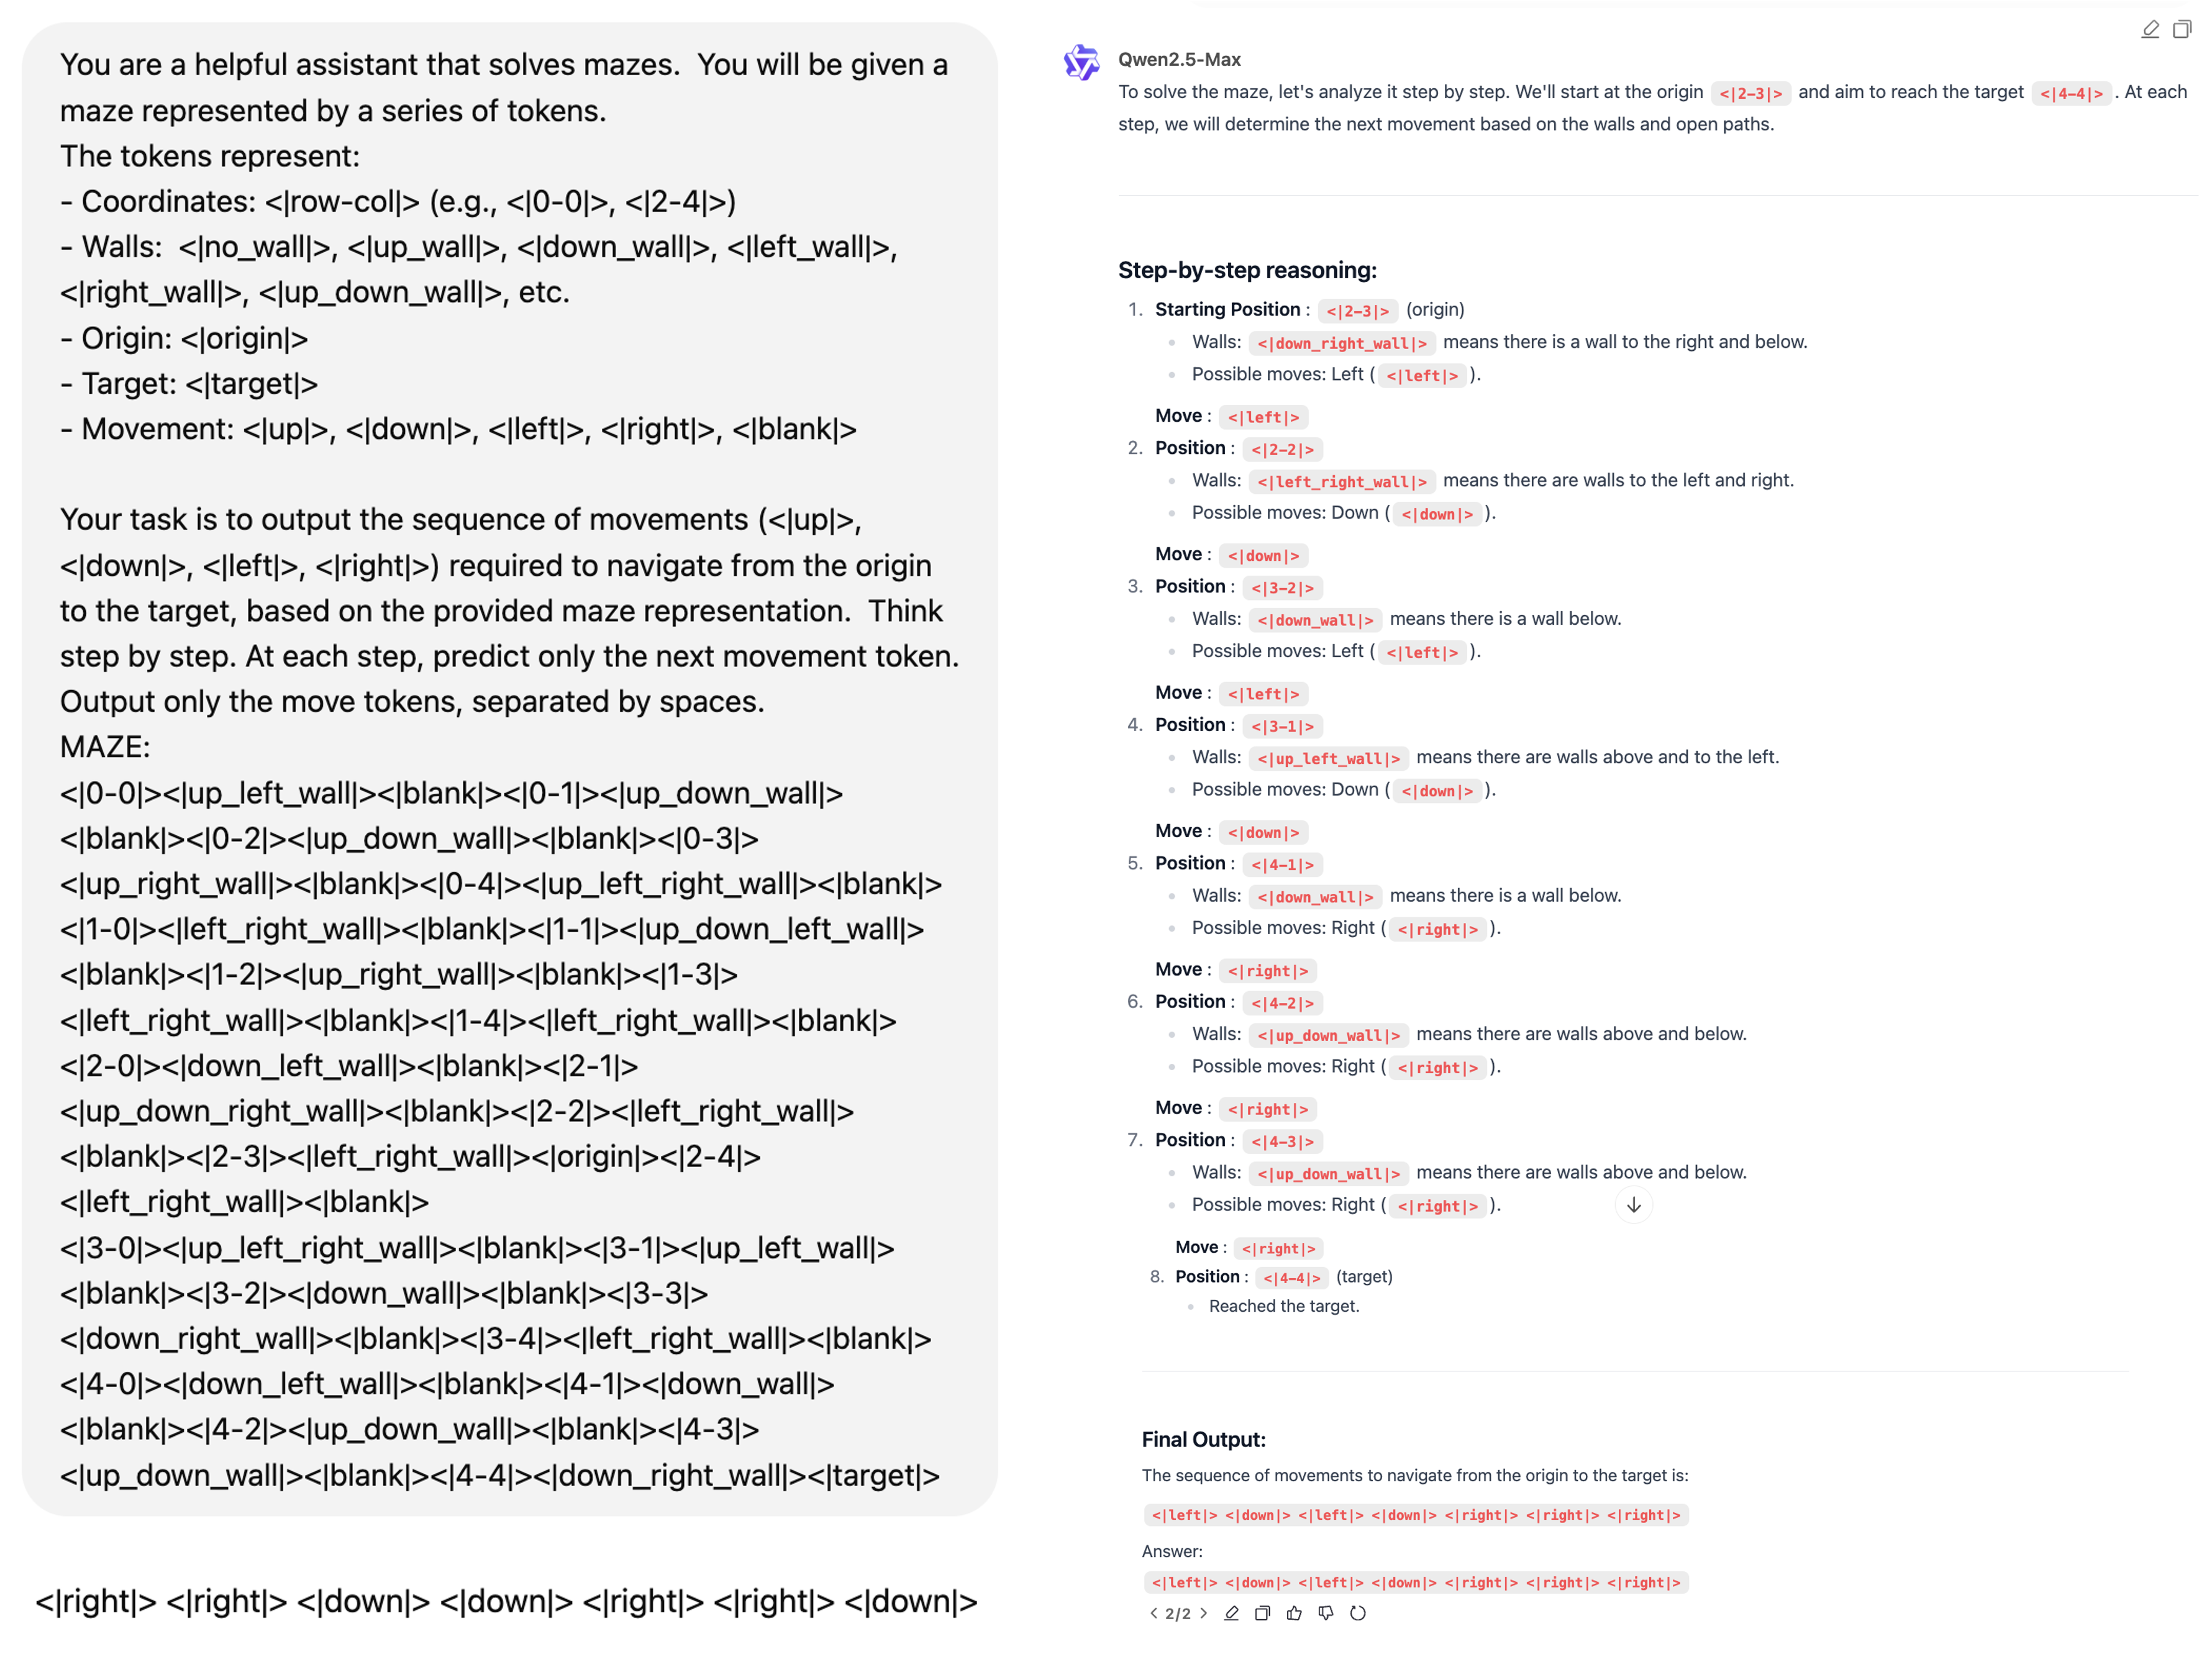 You are a helpful assistant that solves mazes.  You will be given a
maze represented by a series of tokens.
The tokens represent:
- Coordinates: <|row-col|> (e.g., <|0-0|>, <|2-4|>)
- Walls:  <|no_wall|>, <|up_wall|>, <|down_wall|>, <|left_wall|>,
<|right_wall|>, <|up_down_wall|>, etc.
- Origin: <|origin|>
- Target: <|target|>
- Movement: <|up|>, <|down|>, <|left|>, <|right|>, <|blank|>
Your task is to output the sequence of movements (<|up|>,
<|down|>, <|left|>, <|right|>) required to navigate from the origin
to the target, based on the provided maze representation.  Think
step by step. At each step, predict only the next movement token.
Output only the move tokens, separated by spaces.
MAZE:
<|0-0|><|up_left_wall|><|blank|><|0-1|><|up_down_wall|>
<|blank|><|0-2|><|up_down_wall|><|blank|><|0-3|>
<|up_right_wall|><|blank|><|0-4|><|up_left_right_wall|><|blank|>
<|1-0|><|left_right_wall|><|blank|><|1-1|><|up_down_left_wall|>
<|blank|><|1-2|><|up_right_wall|><|blank|><|1-3|>
<|left_right_wall|><|blank|><|1-4|><|left_right_wall|><|blank|>
<|2-0|><|down_left_wall|><|blank|><|2-1|>
<|up_down_right_wall|><|blank|><|2-2|><|left_right_wall|>
<|blank|><|2-3|><|left_right_wall|><|origin|><|2-4|>
<|left_right_wall|><|blank|>
<|3-0|><|up_left_right_wall|><|blank|><|3-1|><|up_left_wall|>
<|blank|><|3-2|><|down_wall|><|blank|><|3-3|>
<|down_right_wall|><|blank|><|3-4|><|left_right_wall|><|blank|>
<|4-0|><|down_left_wall|><|blank|><|4-1|><|down_wall|>
<|blank|><|4-2|><|up_down_wall|><|blank|><|4-3|>
<|up_down_wall|><|blank|><|4-4|><|down_right_wall|><|target|>
<|right|> <|right|> <|down|> <|down|> <|right|> <|right|> <|down|>
Qwen2.5-Max
To solve the maze, let's analyze it step by step. We'll start at the origin <|2-3|> and aim to reach the target <|4-4|> . At each
step, we will determine the next movement based on the walls and open paths.
Step-by-step reasoning:
1. Starting Position : <|2-3|> (origin)
• Walls: <|down_right_wall|> means there is a wall to the right and below.
• Possible moves: Left ( <|left|> ).
Move : <|left|>
2. Position : <|2-2|>
• Walls: <|left_right_wall|> means there are walls to the left and right.
• Possible moves: Down ( <|down|> ).
Move : <|down|>
3. Position : <|3-2|>
• Walls: <|down_wall|> means there is a wall below.
• Possible moves: Left ( <|left|> ).
Move : <|left|>
4. Position : <|3-1|>
• Walls: <|up_left_wall|> means there are walls above and to the left.
• Possible moves: Down ( <|down|> ).
Move : <|down|>
5. Position : <|4-1|>
• Walls: <|down_wall|> means there is a wall below.
• Possible moves: Right ( <|right|> ).
Move : <|right|>
6. Position : <|4-2|>
• Walls: <|up_down_wall|> means there are walls above and below.
• Possible moves: Right ( <|right|> ).
Move : <|right|>
7. Position : <|4-3|>
• Walls: <|up_down_wall|> means there are walls above and below.
• Possible moves: Right ( <|right|> ).
Move : <|right|>
8. Position : <|4-4|> (target)
• Reached the target.
Final Output:
The sequence of movements to navigate from the origin to the target is:
<|left|> <|down|> <|left|> <|down|> <|right|> <|right|> <|right|>
Answer:
<|left|> <|down|> <|left|> <|down|> <|right|> <|right|> <|right|>
< 2/2 >